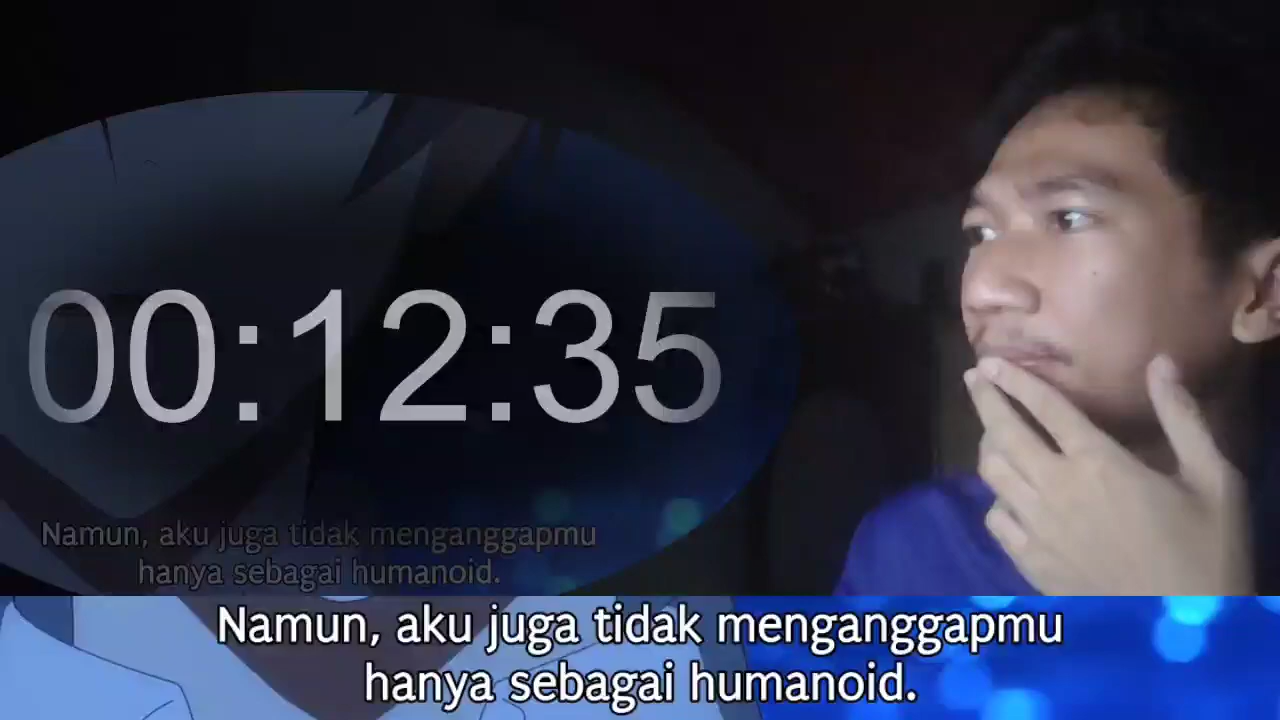 00:12:35
Namun, aku juga tidak menganggapmu
hanya sebagai humanoid.
Namun, aku juga tidak menganggapmu
hanya sebagai humanoid.